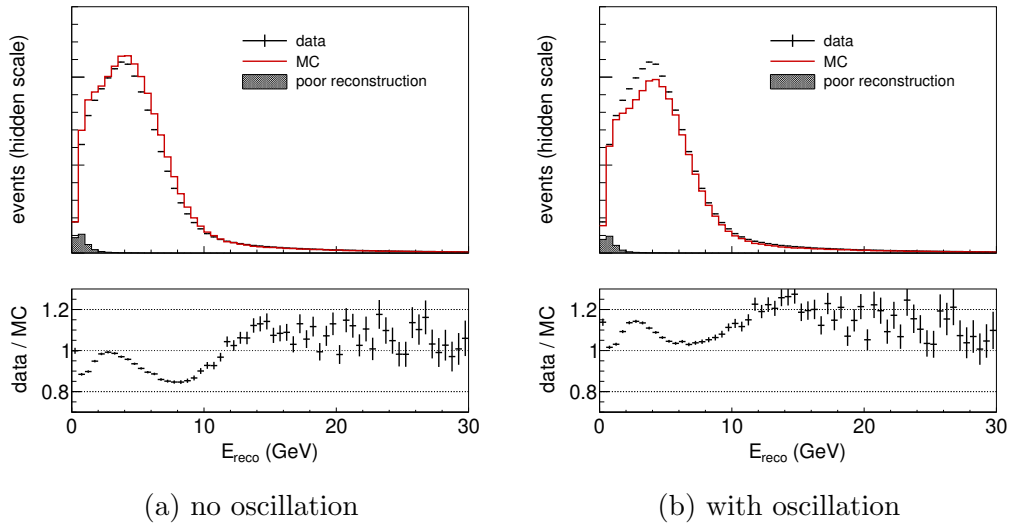 events (hidden scale)
data
MC
poor reconstruction
data / MC
1.2
1
0.8
0 10 20 30
E_reco (GeV)
(a) no oscillation
events (hidden scale)
data
MC
poor reconstruction
data / MC
1.2
1
0.8
0 10 20 30
E_reco (GeV)
(b) with oscillation